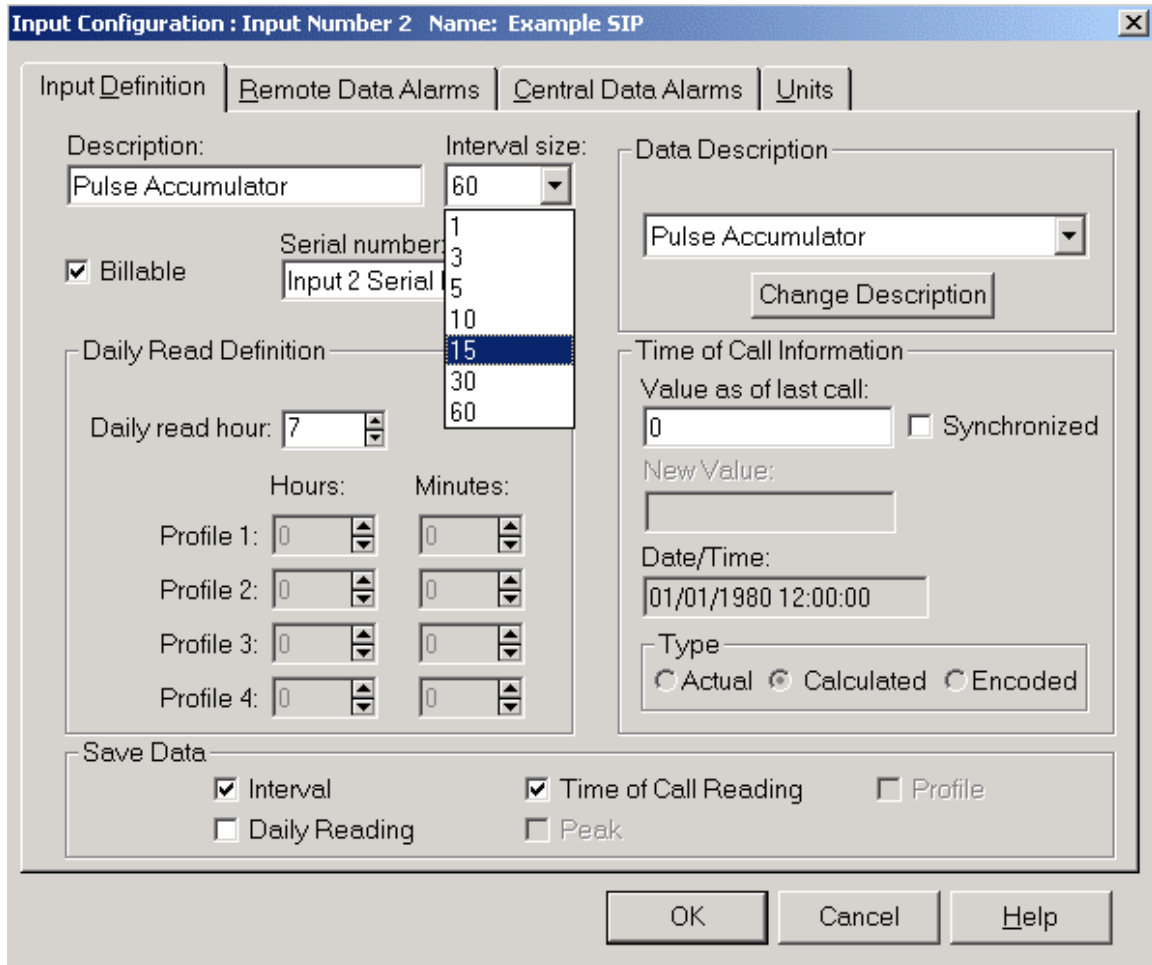 Input Configuration : Input Number 2 Name: Example SIP
Input Definition
Remote Data Alarms
Central Data Alarms
Units
Description:
Interval size:
Pulse Accumulator
60
1
3
5
10
15
30
60
Billable
Serial number:
Input 2 Serial
Daily Read Definition
Daily read hour: 7
Hours: Minutes:
Profile 1: 0 0
Profile 2: 0 0
Profile 3: 0 0
Profile 4: 0 0
Data Description
Pulse Accumulator
Change Description
Time of Call Information
Value as of last call:
0
Synchronized
New Value:
Date/Time:
01/01/1980 12:00:00
Type
Actual Calculated Encoded
Save Data
Interval
Time of Call Reading
Profile
Daily Reading
Peak
OK
Cancel
Help